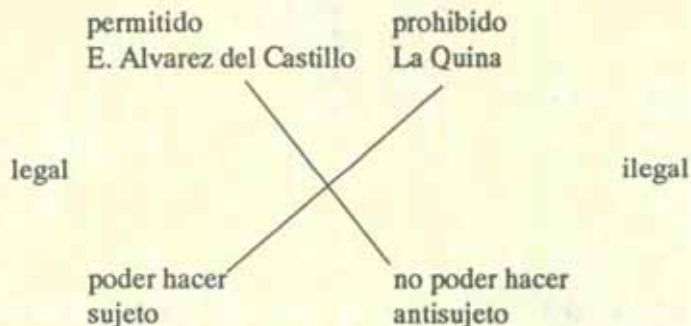 permitido prohibido
E. Alvarez del Castillo La Quina
legal ilegal
poder hacer no poder hacer
sujeto antisujeto